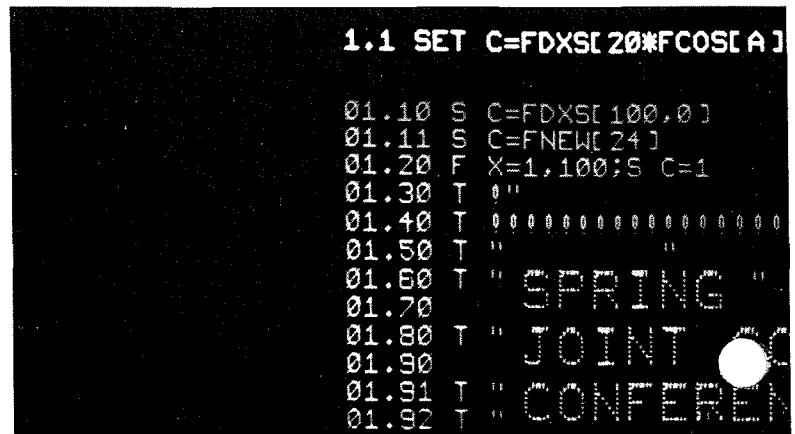 1.1 SET C=FDXS[20*FCOS[A]
01.10 S C=FDXS[100,0]
01.11 S C=FNEW[24]
01.20 F X=1,100;S C=1
01.30 T !"
01.40 T !!!!!!!!!!!!!!!!!
01.50 T " "
01.60 T " SPRING "
01.70
01.80 T " JOINT
01.90
01.91 T " CONFEREN
01.92 T "